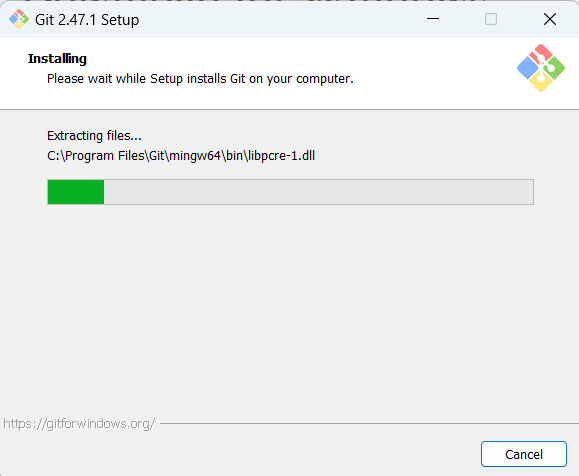 Git 2.47.1 Setup
Installing
Please wait while Setup installs Git on your computer.
Extracting files...
C:\Program Files\Git\mingw64\bin\libpcre-1.dll
https://gitforwindows.org/
Cancel